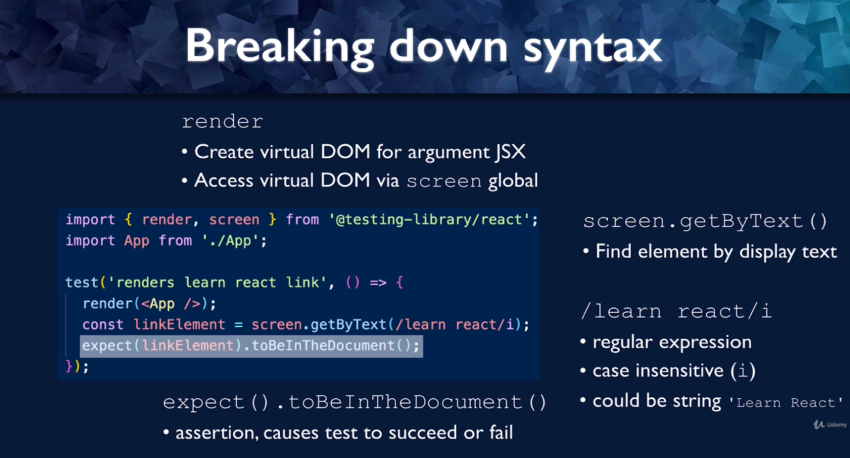 Breaking down syntax
render
• Create virtual DOM for argument JSX
• Access virtual DOM via screen global
import { render, screen } from '@testing-library/react';
import App from './App';
test('renders learn react link', () => {
render(<App />);
const linkElement = screen.getByText(/learn react/i);
expect(linkElement).toBeInTheDocument();
});
screen.getByText()
• Find element by display text
/learn react/i
• regular expression
• case insensitive (i)
• could be string 'Learn React'
expect().toBeInTheDocument()
• assertion, causes test to succeed or fail
Udemy